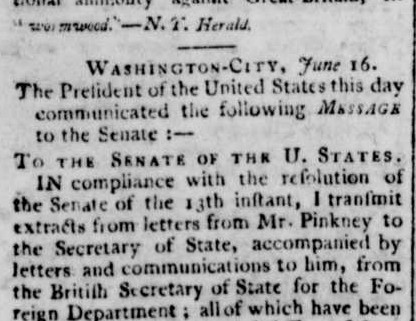 "wormwood."—N. Y. Herald.
WASHINGTON-CITY, June 16.
The Preſident of the United States this day
communicated the following MESSAGE
to the Senate :—
TO THE SENATE OF THE U. STATES.
IN compliance with the reſolution of
the Senate of the 13th inſtant, I tranſmit
extracts from letters from Mr. Pinkney to
the Secretary of State, accompanied by
letters and communications to him, from
the Britiſh Secretary of State for the Fo-
reign Department ; all of which have been